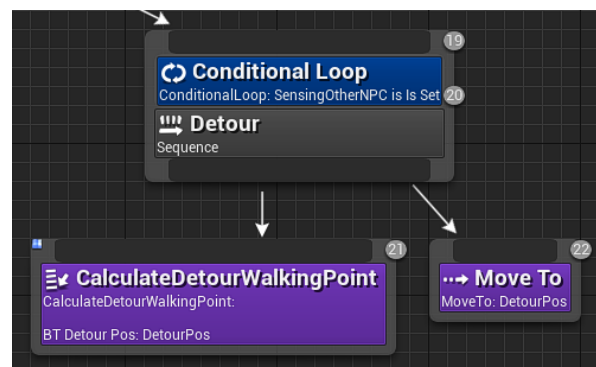 19
Conditional Loop
ConditionalLoop: SensingOtherNPC is Is Set
20
Detour
Sequence
21
CalculateDetourWalkingPoint
CalculateDetourWalkingPoint:
BT Detour Pos: DetourPos
22
Move To
MoveTo: DetourPos